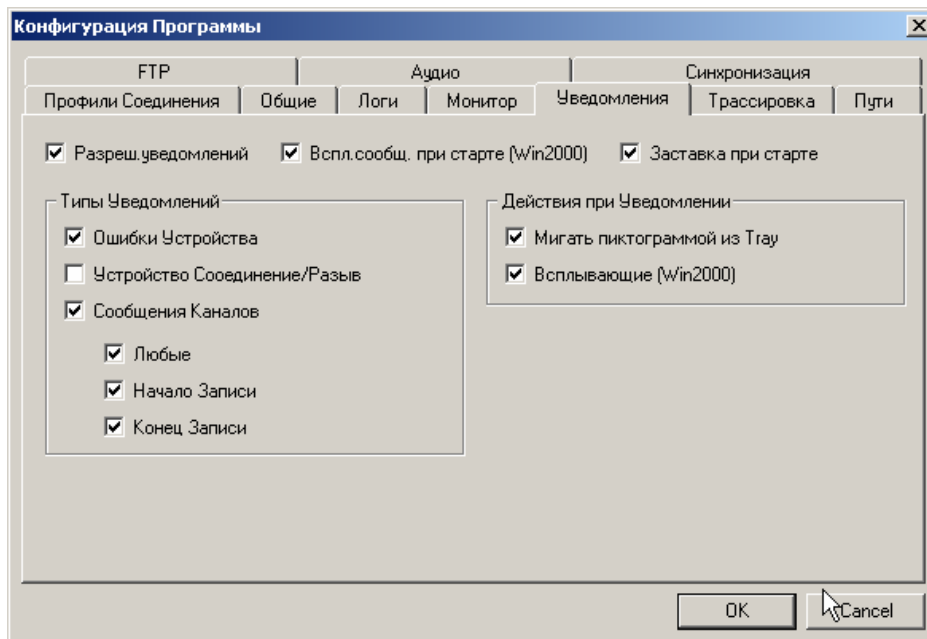 Конфигурация Программы
FTP Аудио Синхронизация
Профили Соединения Общие Логи Монитор Уведомления Трассировка Пути
Разреш.уведомлений Вспл.сообщ. при старте (Win2000) Заставка при старте
Типы Уведомлений
Ошибки Устройства
Устройство Сооединение/Разыв
Сообщения Каналов
Любые
Начало Записи
Конец Записи
Действия при Уведомлении
Мигать пиктограммой из Tray
Всплывающие (Win2000)
OK Cancel